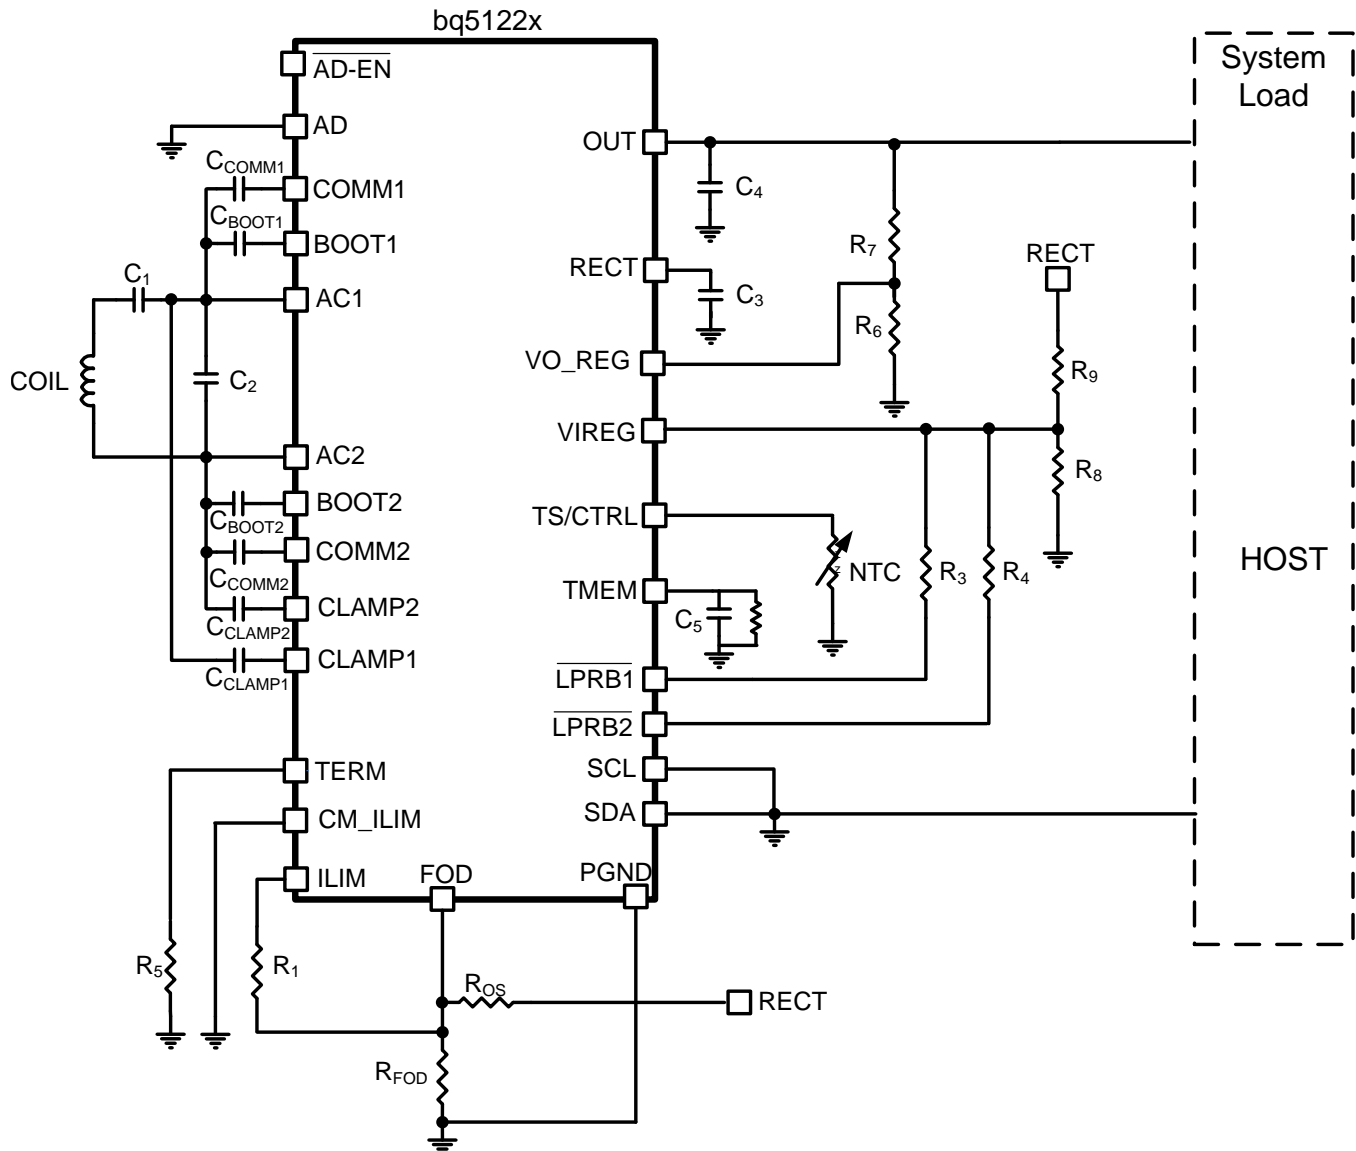 bq5122x
System
Load
AD-EN
AD
OUT
CCOMM1
COMM1
C4
CBOOT1
BOOT1
R7
RECT
RECT
C1
AC1
C3
R6
VO_REG
R9
COIL
C2
VIREG
AC2
R8
BOOT2
TS/CTRL
CBOOT2
COMM2
HOST
NTC
R3
R4
CCOMM2
TMEM
CLAMP2
C5
CCLAMP2
CLAMP1
LPRB1
CCLAMP1
LPRB2
TERM
SCL
CM_ILIM
SDA
ILIM
FOD
PGND
R5
R1
ROS
RECT
RFOD